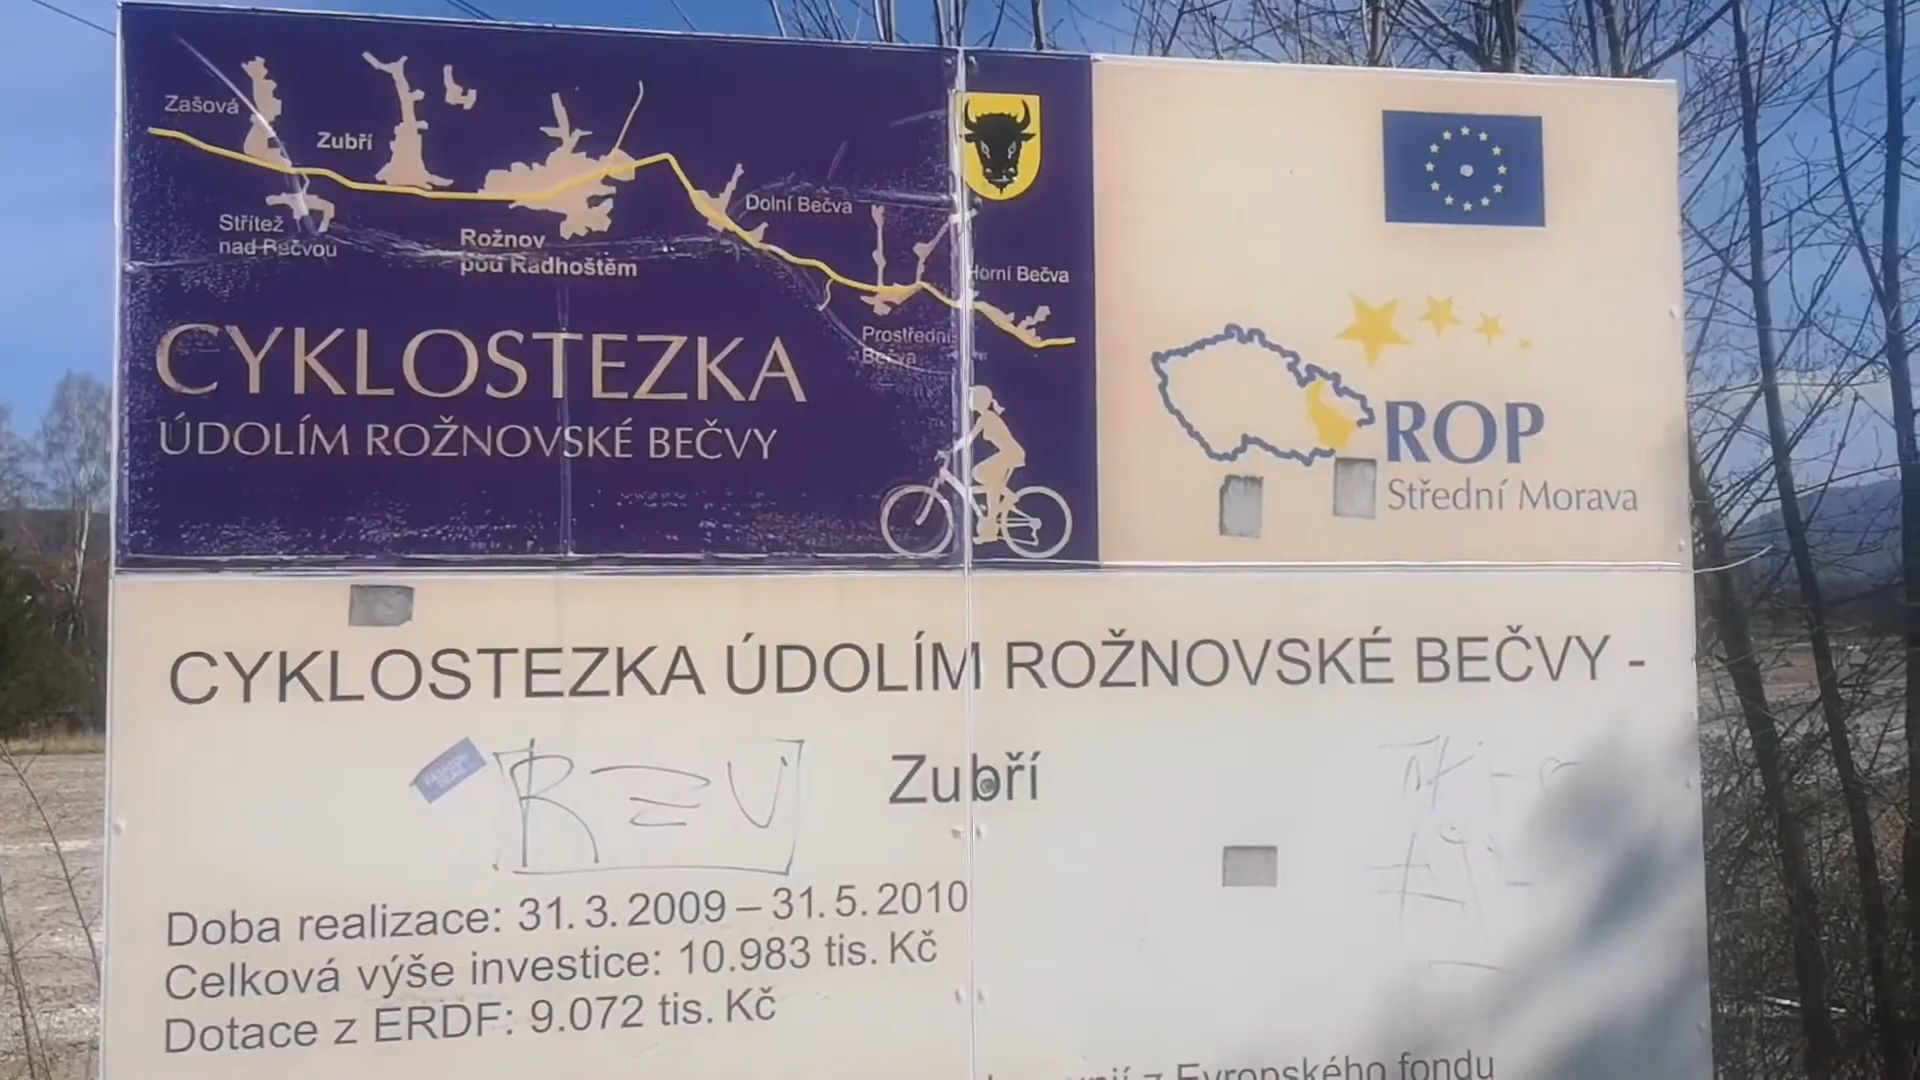 Zašová
Zubří
Střítež
nad Bečvou
Rožnov
pod Radhoštěm
Dolní Bečva
Horní Bečva
Prostřední
Bečva
CYKLOSTEZKA
ÚDOLÍM ROŽNOVSKÉ BEČVY
ROP
Střední Morava
CYKLOSTEZKA ÚDOLÍM ROŽNOVSKÉ BEČVY -
Zubří
Doba realizace: 31. 3. 2009 – 31. 5. 2010
Celková výše investice: 10.983 tis. Kč
Dotace z ERDF: 9.072 tis. Kč
z Evropského fondu